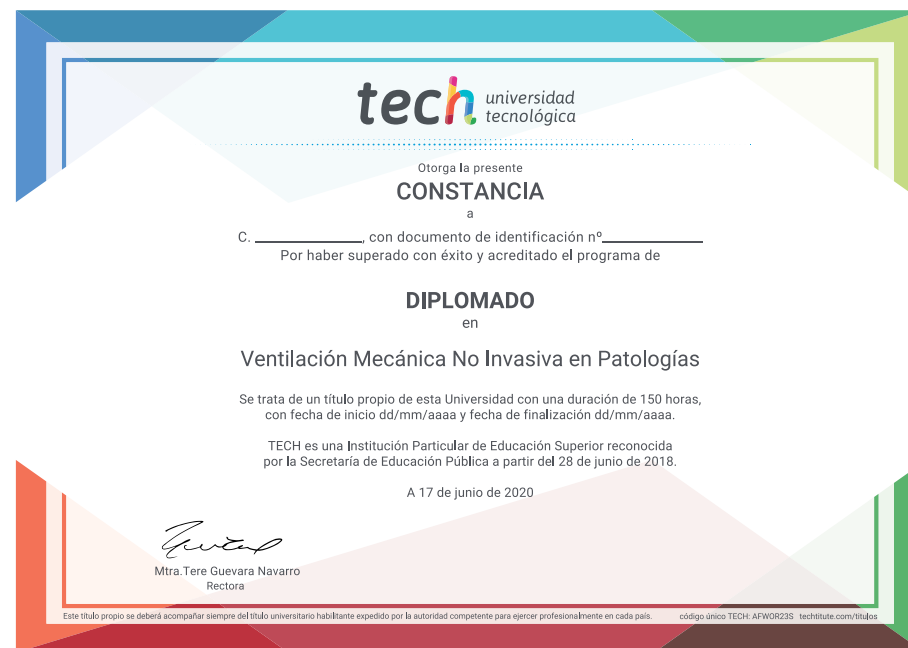 tech universidad
tecnológica
Otorga la presente
CONSTANCIA
a
C. ____________, con documento de identificación nº____________
Por haber superado con éxito y acreditado el programa de
DIPLOMADO
en
Ventilación Mecánica No Invasiva en Patologías
Se trata de un título propio de esta Universidad con una duración de 150 horas,
con fecha de inicio dd/mm/aaaa y fecha de finalización dd/mm/aaaa.
TECH es una Institución Particular de Educación Superior reconocida
por la Secretaría de Educación Pública a partir del 28 de junio de 2018.
A 17 de junio de 2020
Mtra.Tere Guevara Navarro
Rectora
Este título propio se deberá acompañar siempre del título universitario habilitante expedido por la autoridad competente para ejercer profesionalmente en cada país. código único TECH: AFWOR23S techtitute.com/titulos